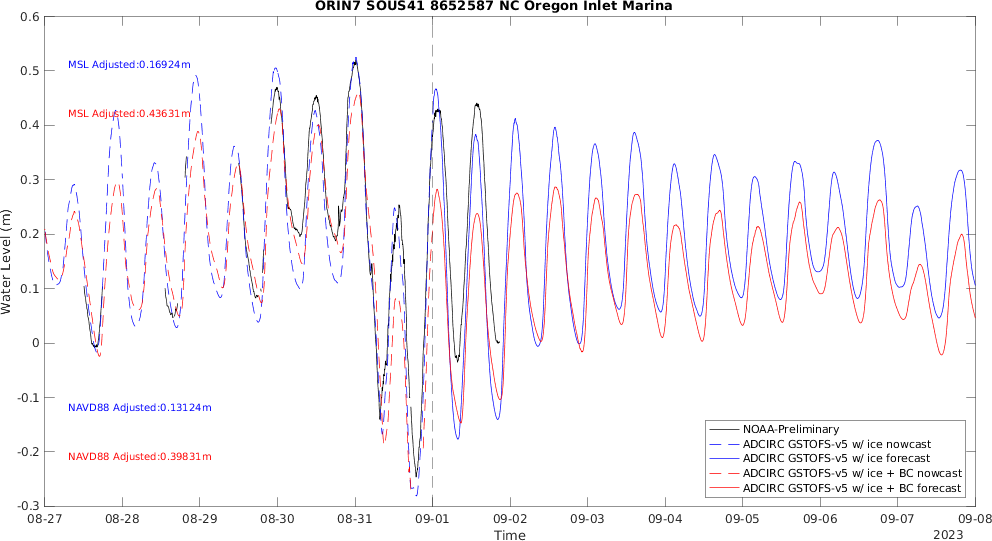 ORIN7 SOUS41 8652587 NC Oregon Inlet Marina
0.6
0.5
0.4
0.3
0.2
0.1
0
-0.1
-0.2
-0.3
Water Level (m)
MSL Adjusted:0.16924m
MSL Adjusted:0.43631m
NAVD88 Adjusted:0.13124m
NAVD88 Adjusted:0.39831m
NOAA-Preliminary
ADCIRC GSTOFS-v5 w/ ice nowcast
ADCIRC GSTOFS-v5 w/ ice forecast
ADCIRC GSTOFS-v5 w/ ice + BC nowcast
ADCIRC GSTOFS-v5 w/ ice + BC forecast
08-27 08-28 08-29 08-30 08-31 09-01 09-02 09-03 09-04 09-05 09-06 09-07 09-08
Time
2023